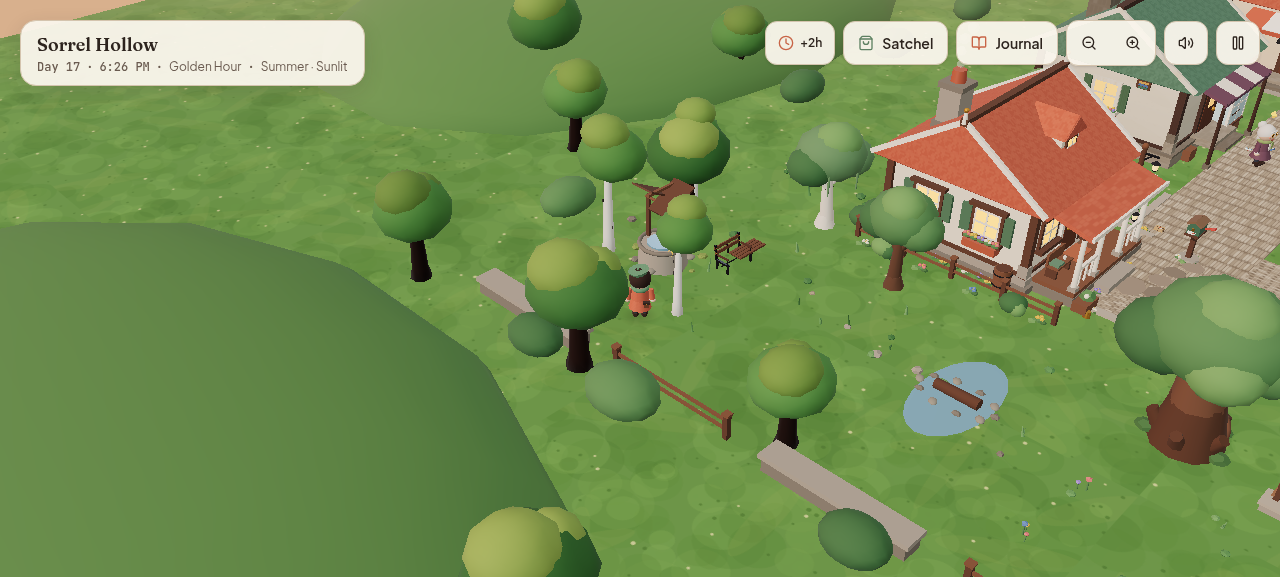 Sorrel Hollow
Day 17 · 6:26 PM · Golden Hour · Summer · Sunlit
+2h
Satchel
Journal